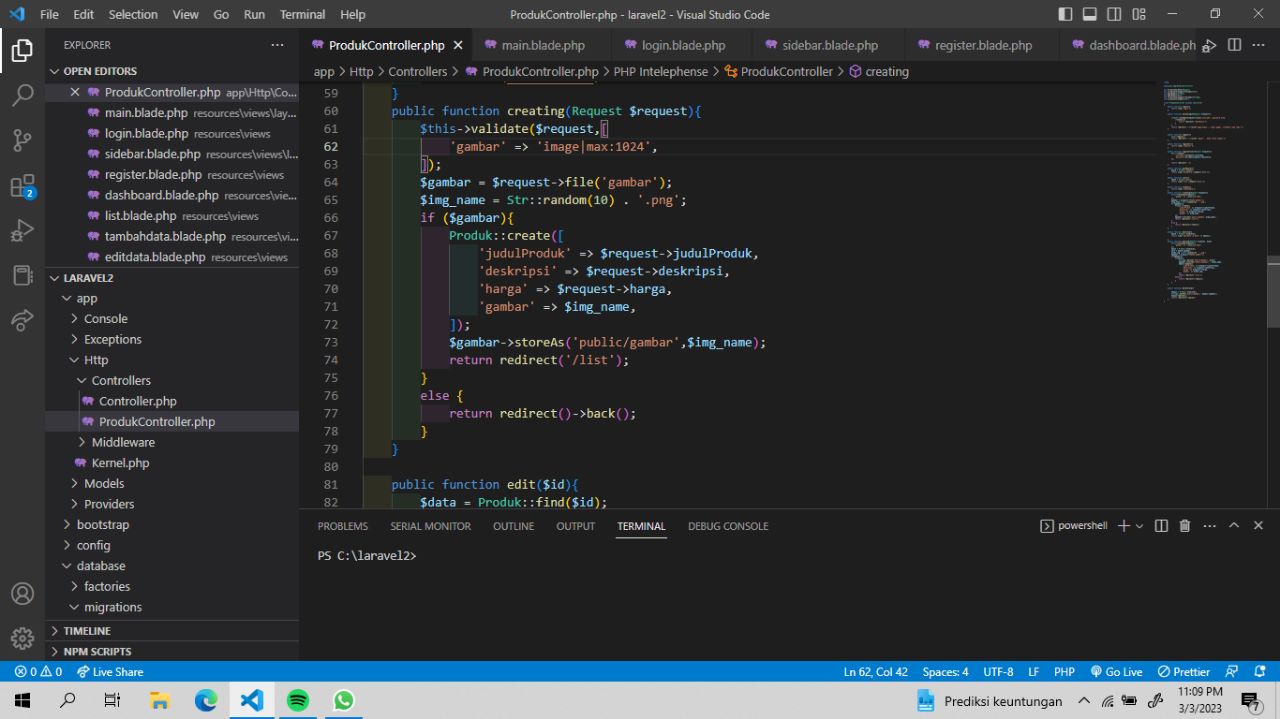 File Edit Selection View Go Run Terminal Help
ProdukController.php - laravel2 - Visual Studio Code
EXPLORER
OPEN EDITORS
ProdukController.php app\Http\Co...
main.blade.php resources\views\lay...
login.blade.php resources\views
sidebar.blade.php resources\views\l...
register.blade.php resources\views
dashboard.blade.php resources\vie...
list.blade.php resources\views
tambahdata.blade.php resources\vi...
editdata.blade.php resources\views
LARAVEL2
app
Console
Exceptions
Http
Controllers
Controller.php
ProdukController.php
Middleware
Kernel.php
Models
Providers
bootstrap
config
database
factories
migrations
TIMELINE
NPM SCRIPTS
2
ProdukController.php main.blade.php login.blade.php sidebar.blade.php register.blade.php dashboard.blade.ph
app > Http > Controllers > ProdukController.php > PHP Intelephense > ProdukController > creating
59 }
60 public function creating(Request $request){
61 $this->validate($request,[
62 'gambar' => 'image|max:1024',
63 ]);
64 $gambar = $request->file('gambar');
65 $img_name = Str::random(10) . '.png';
66 if ($gambar){
67 Produk::create([
68 'judulProduk' => $request->judulProduk,
69 'deskripsi' => $request->deskripsi,
70 'harga' => $request->harga,
71 'gambar' => $img_name,
72 ]);
73 $gambar->storeAs('public/gambar',$img_name);
74 return redirect('/list');
75 }
76 else {
77 return redirect()->back();
78 }
79 }
80
81 public function edit($id){
82 $data = Produk::find($id);
PROBLEMS SERIAL MONITOR OUTLINE OUTPUT TERMINAL DEBUG CONSOLE
powershell
PS C:\laravel2>
0 0 Live Share
Ln 62, Col 42 Spaces: 4 UTF-8 LF PHP Go Live Prettier
Prediksi keuntungan
11:09 PM
3/3/2023
7